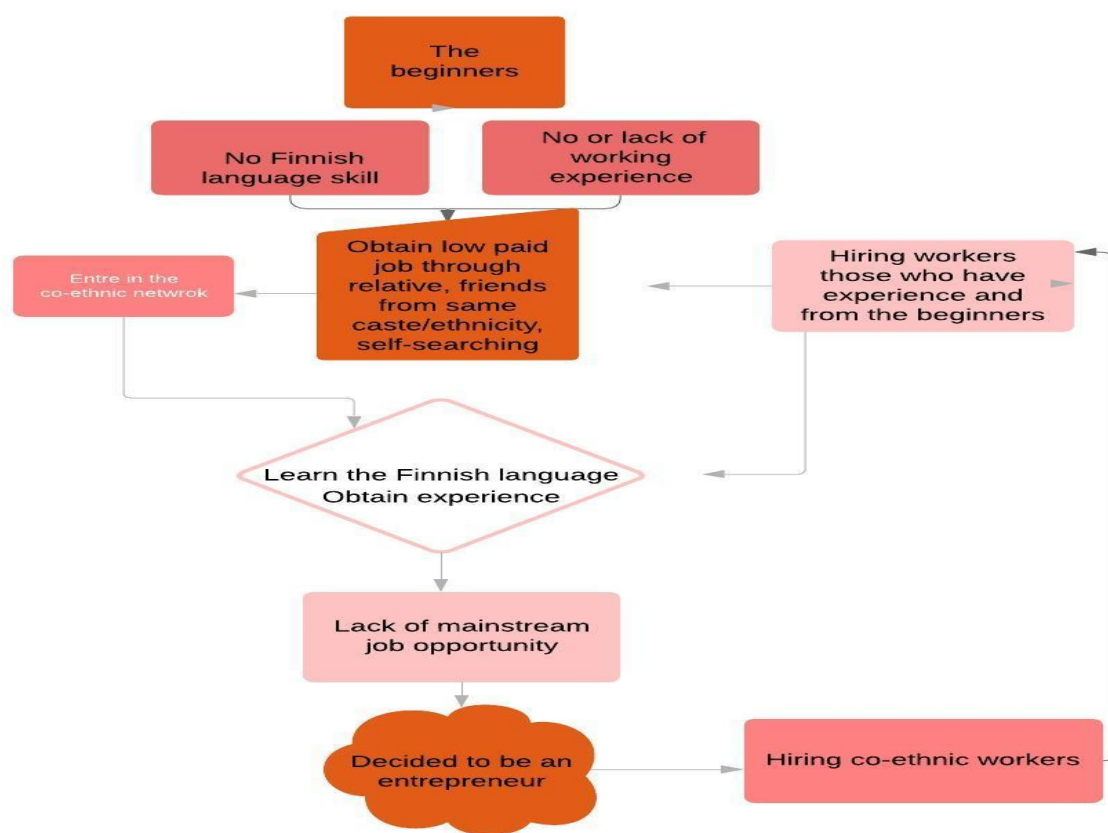 The
beginners
No Finnish
language skill
No or lack of
working
experience
Obtain low paid
job through
relative, friends
from same
caste/ethnicity,
self-searching
Entre in the
co-ethnic netwrok
Hiring workers
those who have
experience and
from the beginners
Learn the Finnish language
Obtain experience
Lack of mainstream
job opportunity
Decided to be an
entrepreneur
Hiring co-ethnic workers